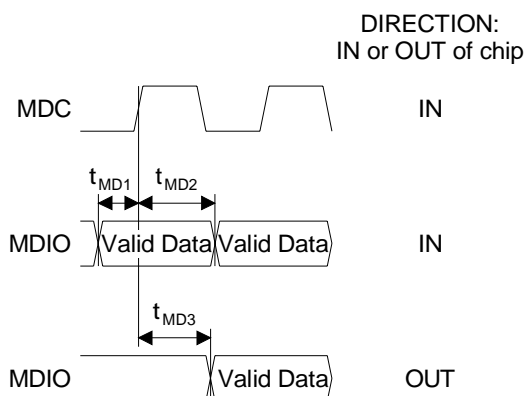 DIRECTION:
IN or OUT of chip
MDC IN
tMD1 tMD2
MDIO Valid Data Valid Data IN
tMD3
MDIO Valid Data OUT